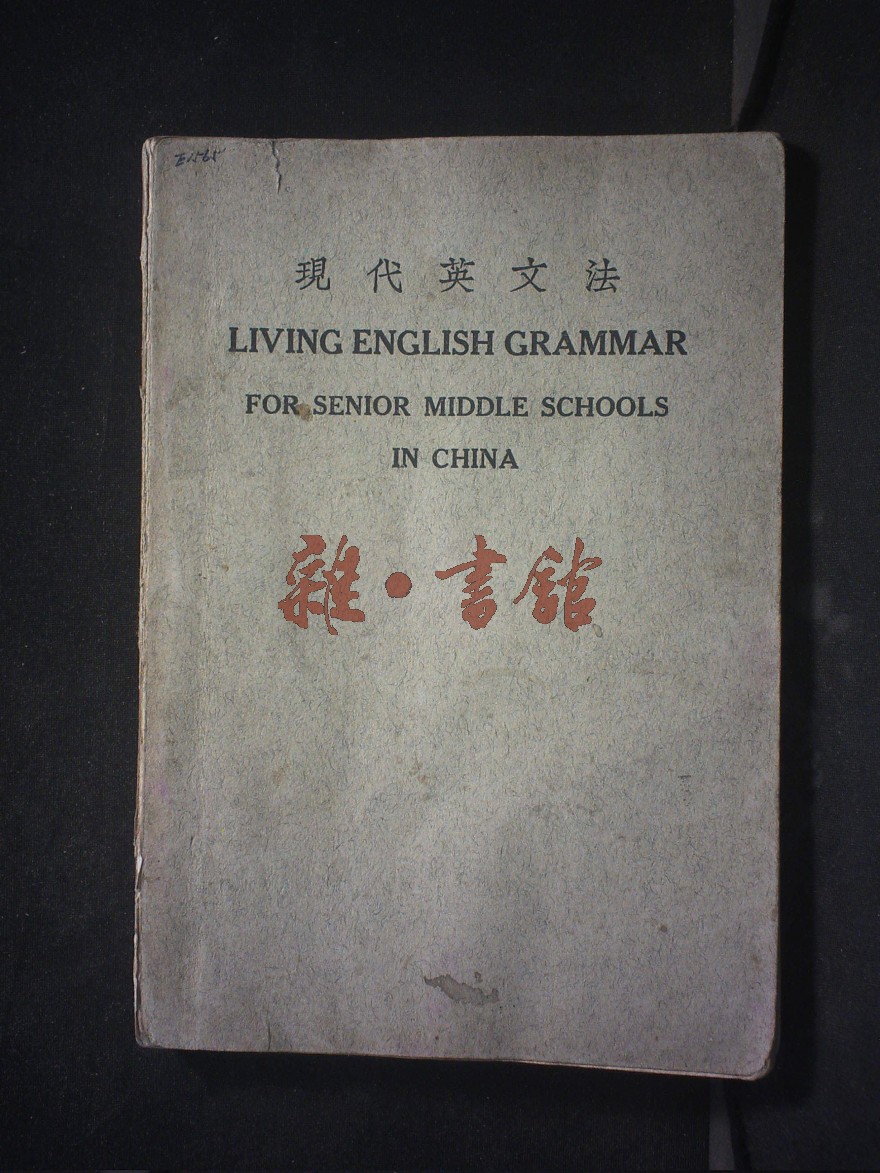 現代英文法
LIVING ENGLISH GRAMMAR
FOR SENIOR MIDDLE SCHOOLS
IN CHINA
雜·書館